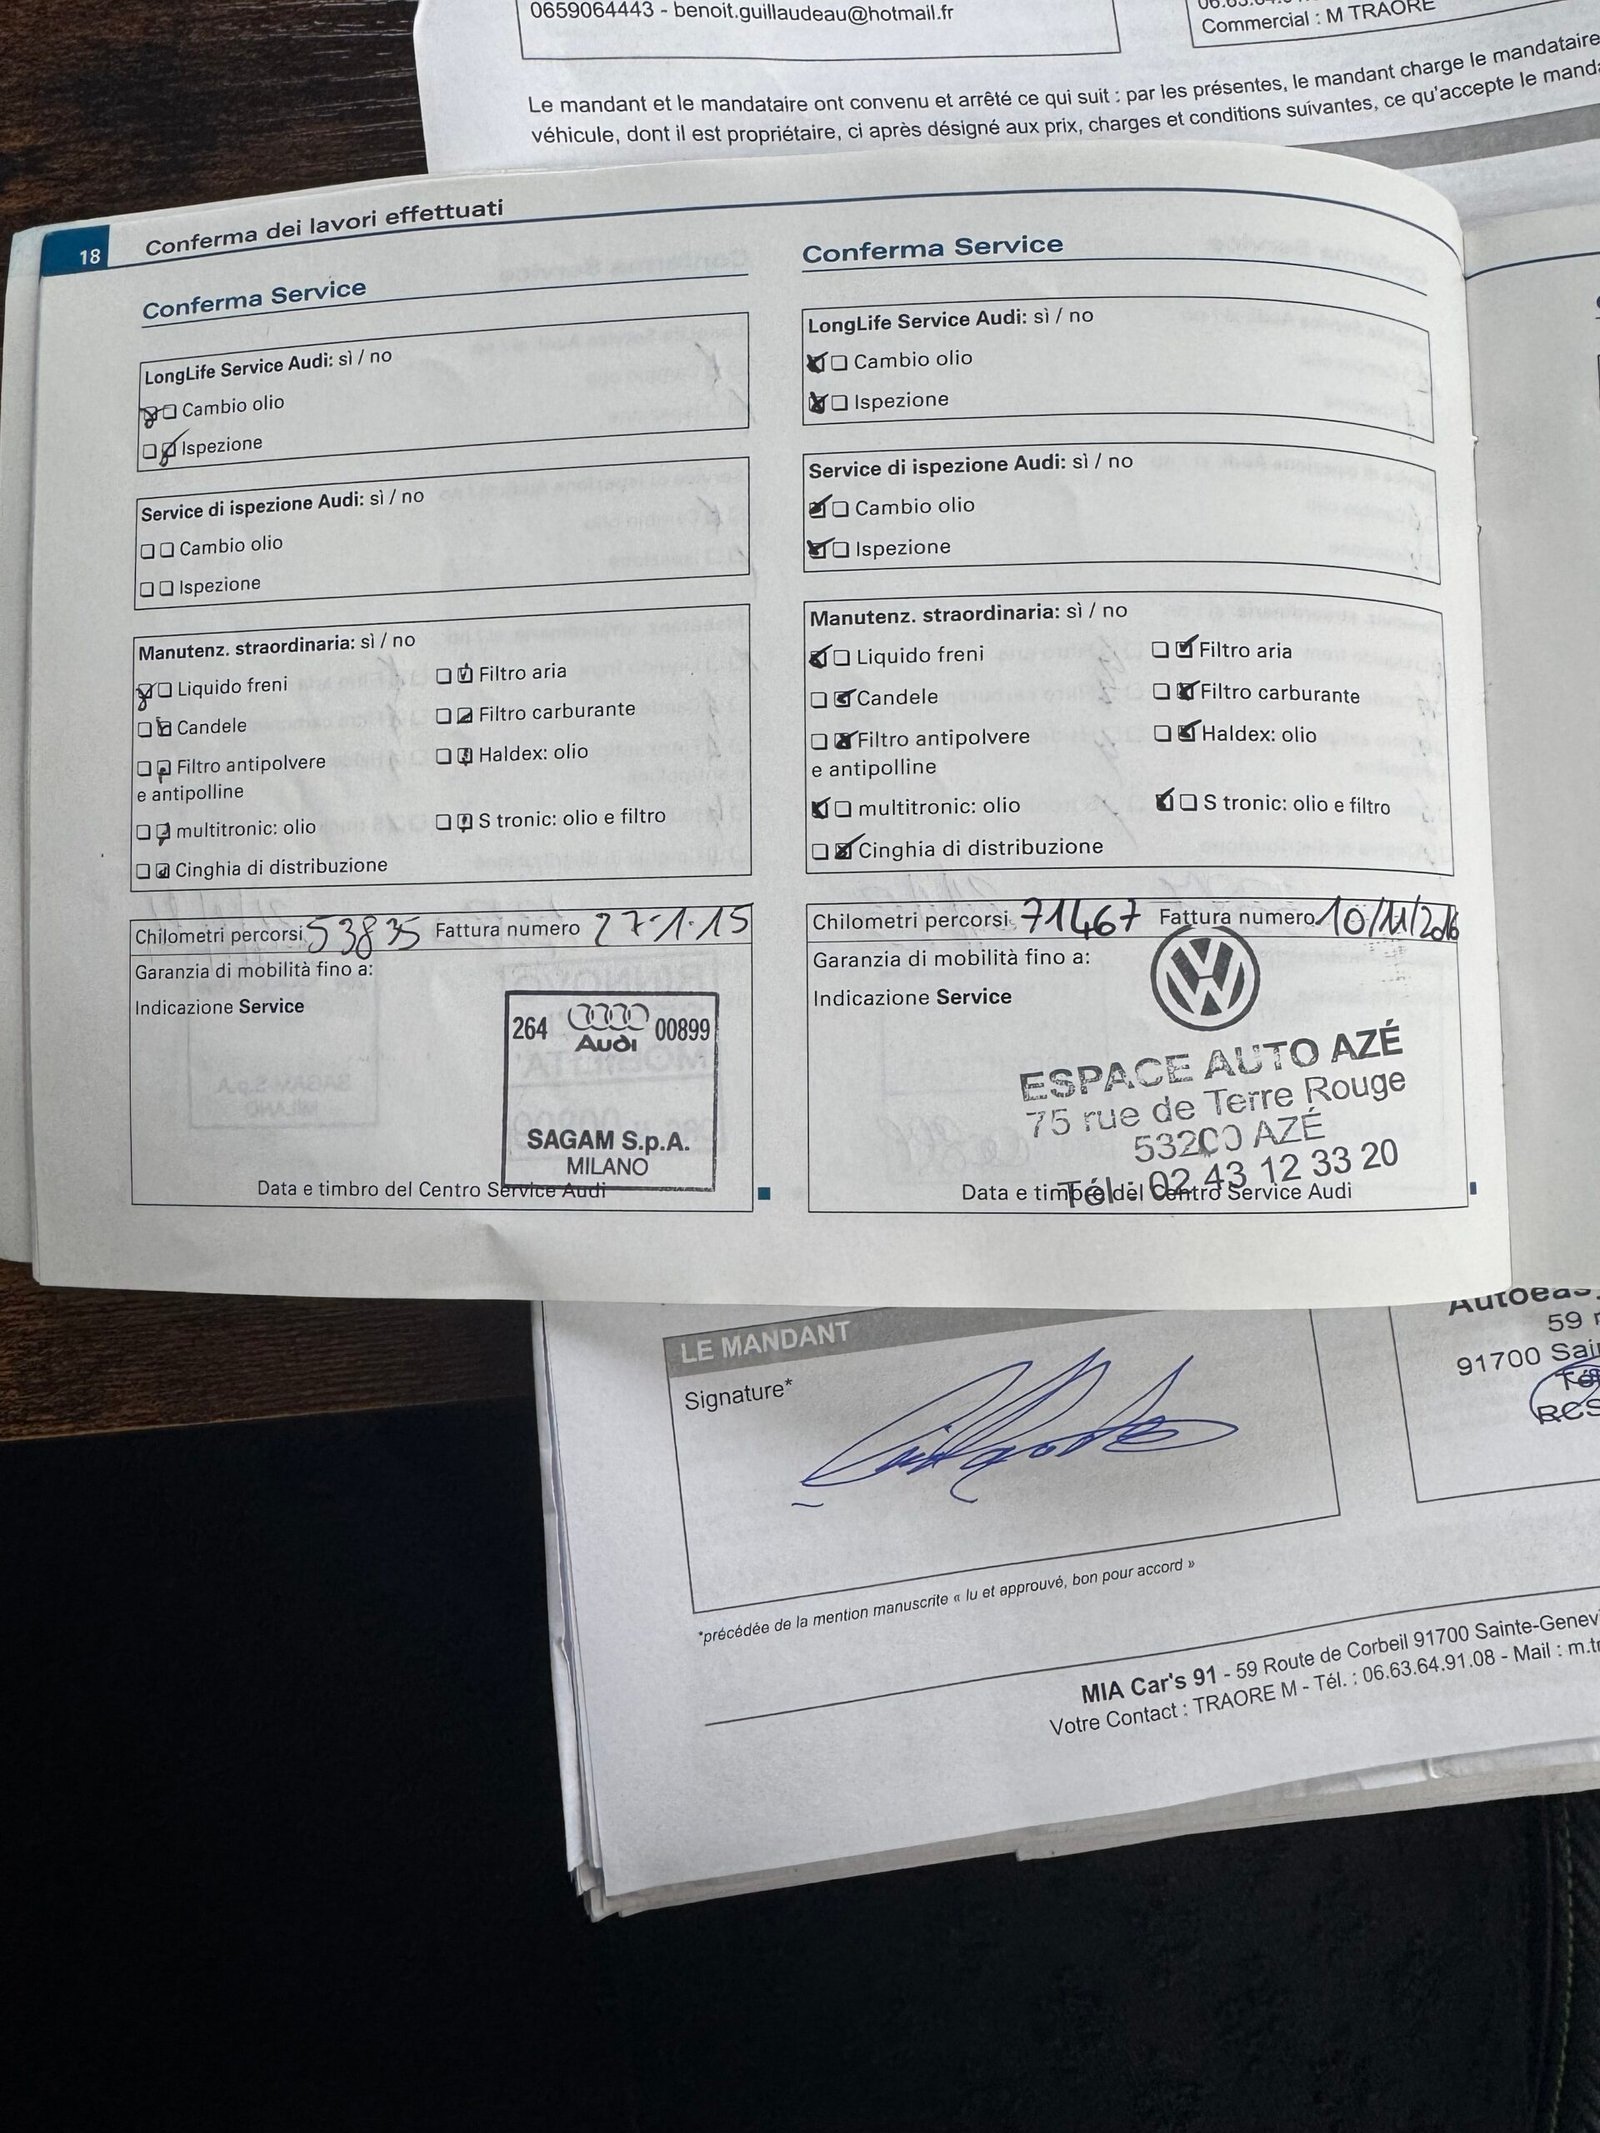 0659064443 - benoit.guillaudeau@hotmail.fr
Commercial : M TRAORE
Le mandant et le mandataire ont convenu et arrêté ce qui suit : par les présentes, le mandant charge le mandataire
véhicule, dont il est propriétaire, ci après désigné aux prix, charges et conditions suivantes, ce qu'accepte le
18
Conferma dei lavori effettuati
Conferma Service
LongLife Service Audi: sì / no
Cambio olio
Ispezione
Service di ispezione Audi: sì / no
Cambio olio
Ispezione
Manutenz. straordinaria: sì / no
Liquido freni
Filtro aria
Candele
Filtro carburante
Filtro antipolvere
e antipolline
Haldex: olio
multitronic: olio
S tronic: olio e filtro
Cinghia di distribuzione
Chilometri percorsi 53835 Fattura numero 27-1-15
Garanzia di mobilità fino a:
Indicazione Service
264 Audi 00899
SAGAM S.p.A.
MILANO
Data e timbro del Centro Service Audi
Conferma Service
LongLife Service Audi: sì / no
Cambio olio
Ispezione
Service di ispezione Audi: sì / no
Cambio olio
Ispezione
Manutenz. straordinaria: sì / no
Liquido freni
Filtro aria
Candele
Filtro carburante
Filtro antipolvere
e antipolline
Haldex: olio
multitronic: olio
S tronic: olio e filtro
Cinghia di distribuzione
Chilometri percorsi 71467 Fattura numero 10/11/2016
Garanzia di mobilità fino a:
Indicazione Service
ESPACE AUTO AZÉ
75 rue de Terre Rouge
53200 AZÉ
Tél : 02 43 12 33 20
Data e timbro del Centro Service Audi
LE MANDANT
Signature*
*précédée de la mention manuscrite « lu et approuvé, bon pour accord »
59
91700
RCS
MIA Car's 91 - 59 Route de Corbeil 91700 Sainte-Genev
Votre Contact : TRAORE M - Tél. : 06.63.64.91.08 - Mail : m.tr